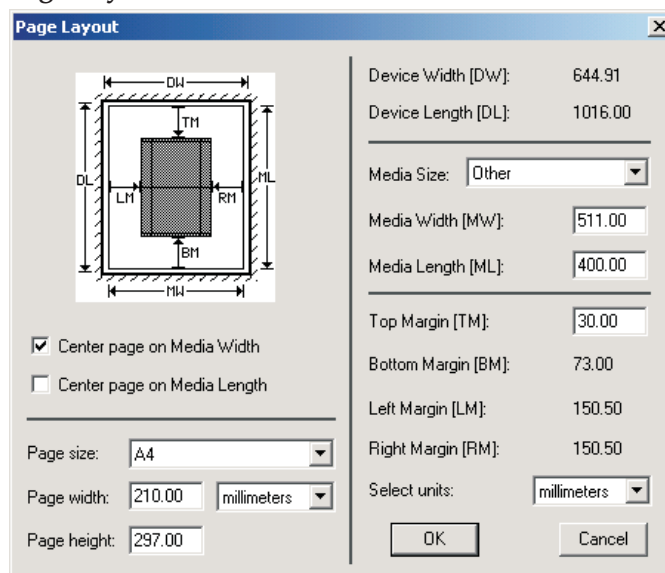 Page Layout
DW
TM
DL
ML
LM
RM
BM
MW
Center page on Media Width
Center page on Media Length
Page size: A4
Page width: 210.00 millimeters
Page height: 297.00
Device Width [DW]: 644.91
Device Length [DL]: 1016.00
Media Size: Other
Media Width [MW]: 511.00
Media Length [ML]: 400.00
Top Margin [TM]: 30.00
Bottom Margin [BM]: 73.00
Left Margin [LM]: 150.50
Right Margin [RM]: 150.50
Select units: millimeters
OK Cancel